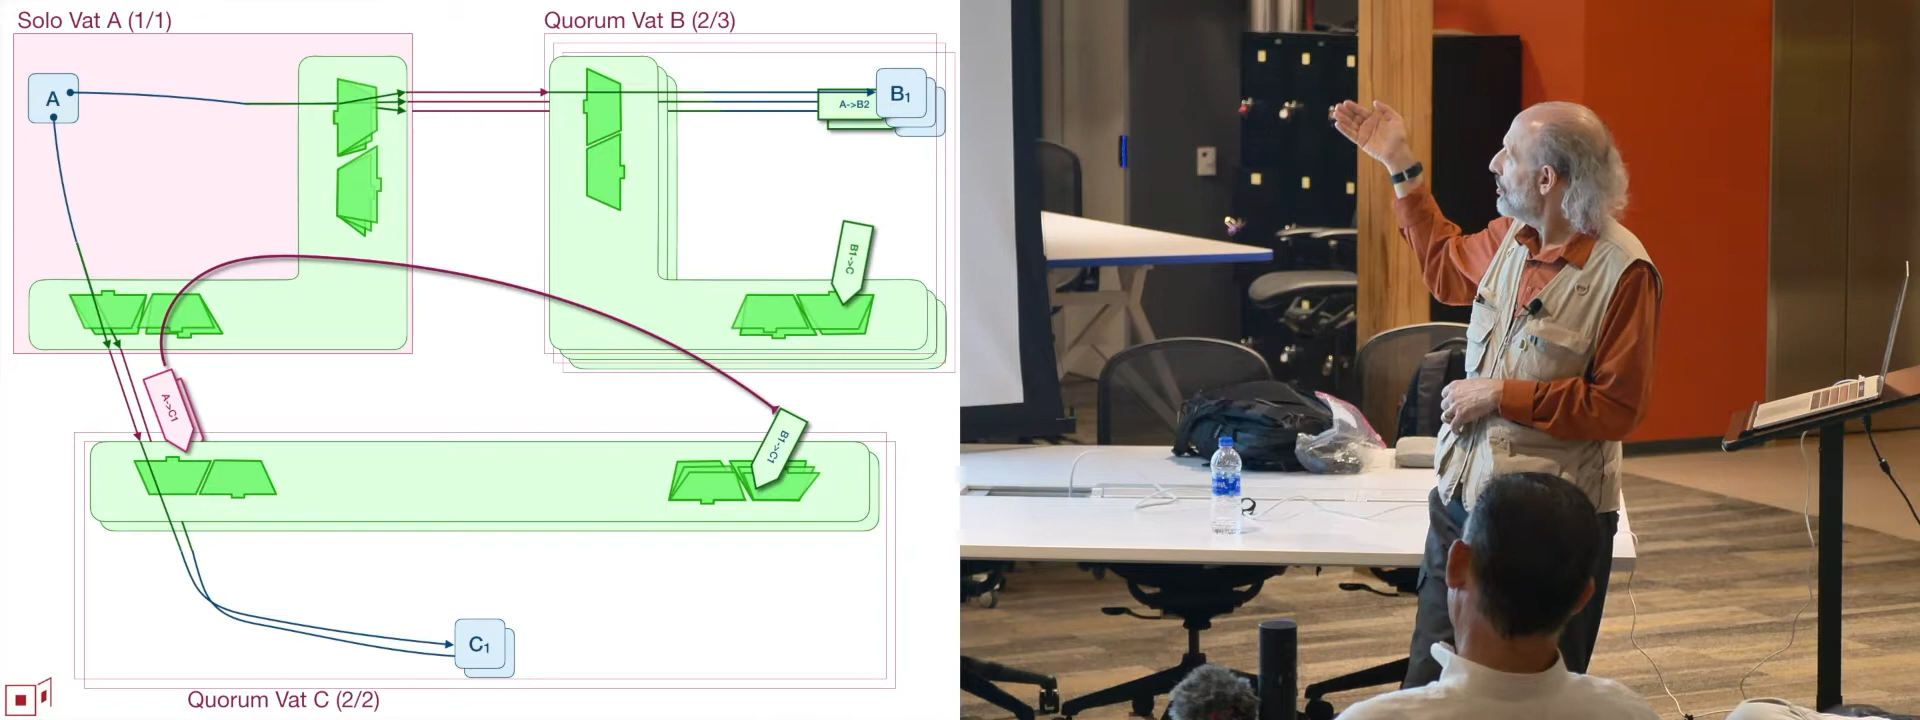 Solo Vat A (1/1)
Quorum Vat B (2/3)
A
A->B2
B1
B1->C
A->C1
B1->C1
C1
Quorum Vat C (2/2)